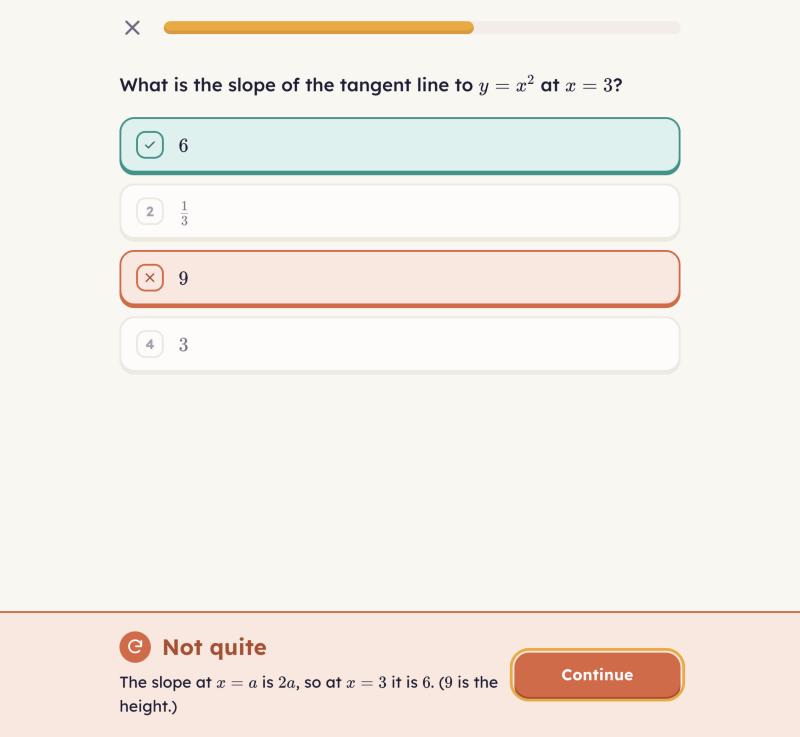 What is the slope of the tangent line to y = x² at x = 3?
6
2 1/3
9
4 3
Not quite
The slope at x = a is 2a, so at x = 3 it is 6. (9 is the
height.)
Continue